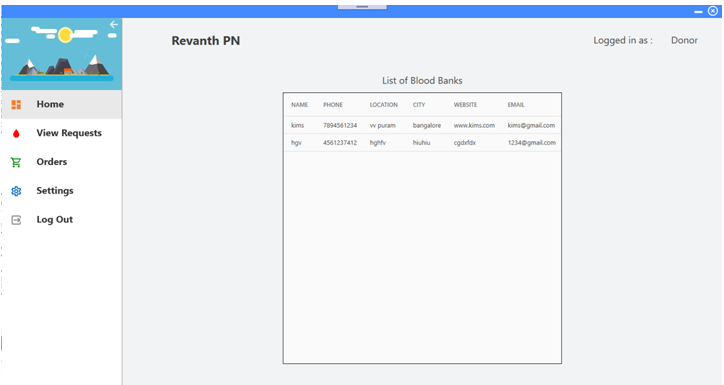 Revanth PN
Logged in as : Donor
Home
View Requests
Orders
Settings
Log Out
List of Blood Banks
NAME PHONE LOCATION CITY WEBSITE EMAIL
kims 7894561234 vv puram bangalore www.kims.com kims@gmail.com
hgv 4561237412 hghfv hiuhiu cgdxfdx 1234@gmail.com